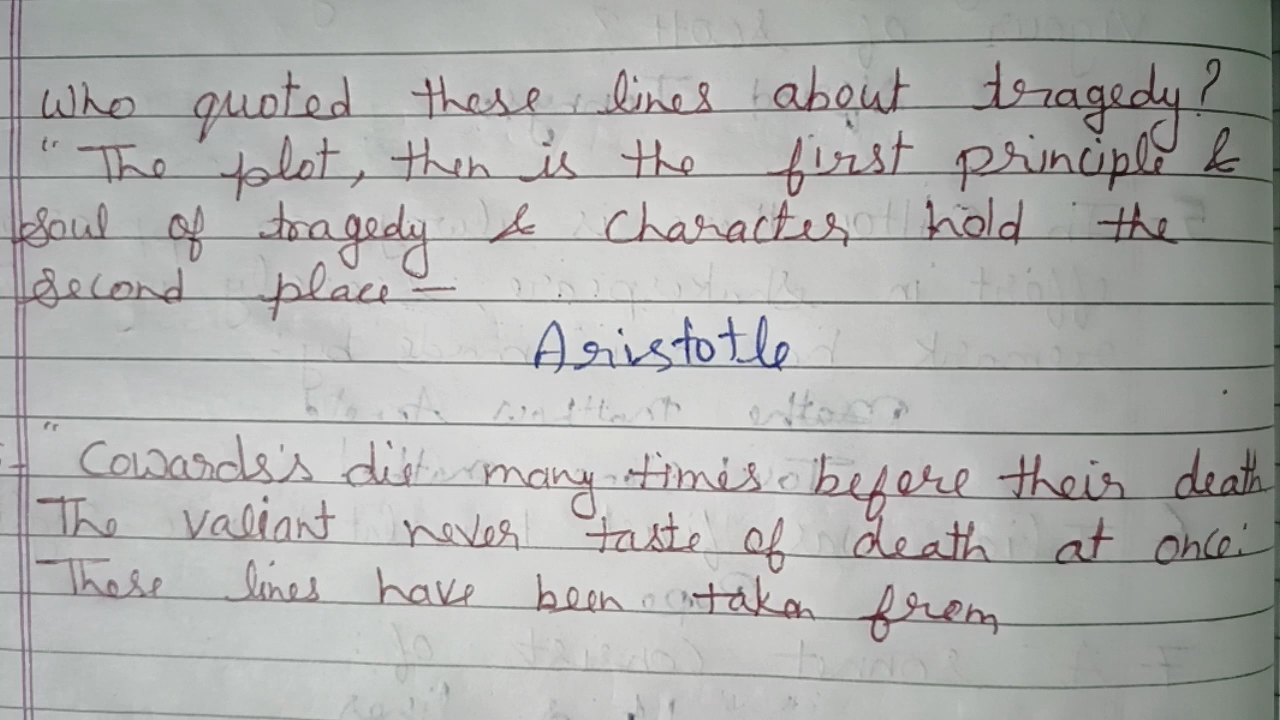 Who quoted these lines about tragedy?
"The plot, then is the first principle &
soul of tragedy & Character hold the
second place –
Aristotle
"Cowards's die many times before their death
The valiant never taste of death at once.
These lines have been taken from